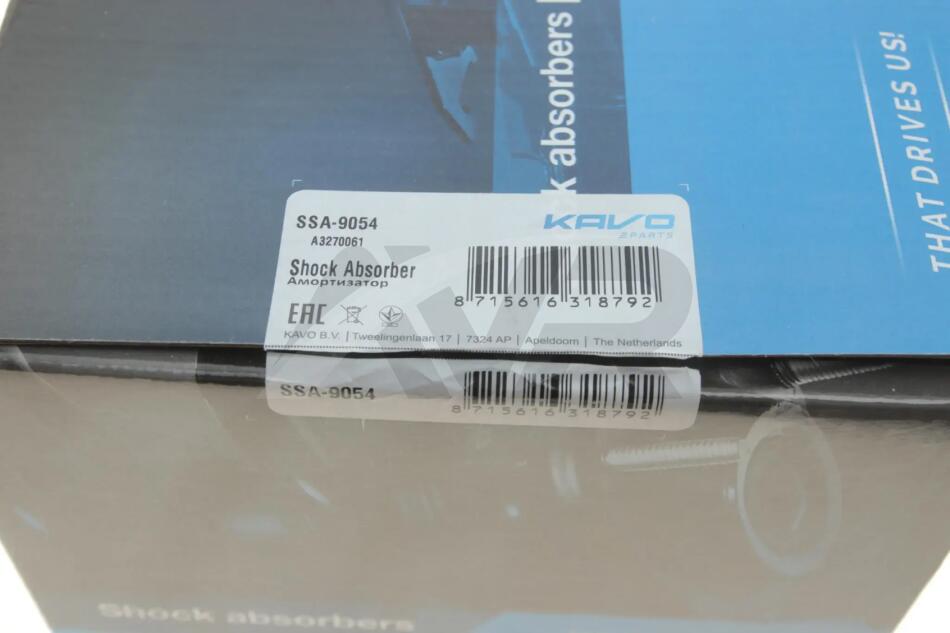 k absorbers |
THAT DRIVES US!
SSA-9054
KAVO
PARTS
A3270061
Shock Absorber
Амортизатор
8 715616 318792
EAC
KAVO B.V. | Tweelingenlaan 17 | 7324 AP | Apeldoorn | The Netherlands
AVR
SSA-9054
8 715616 318792
Shock absorbers